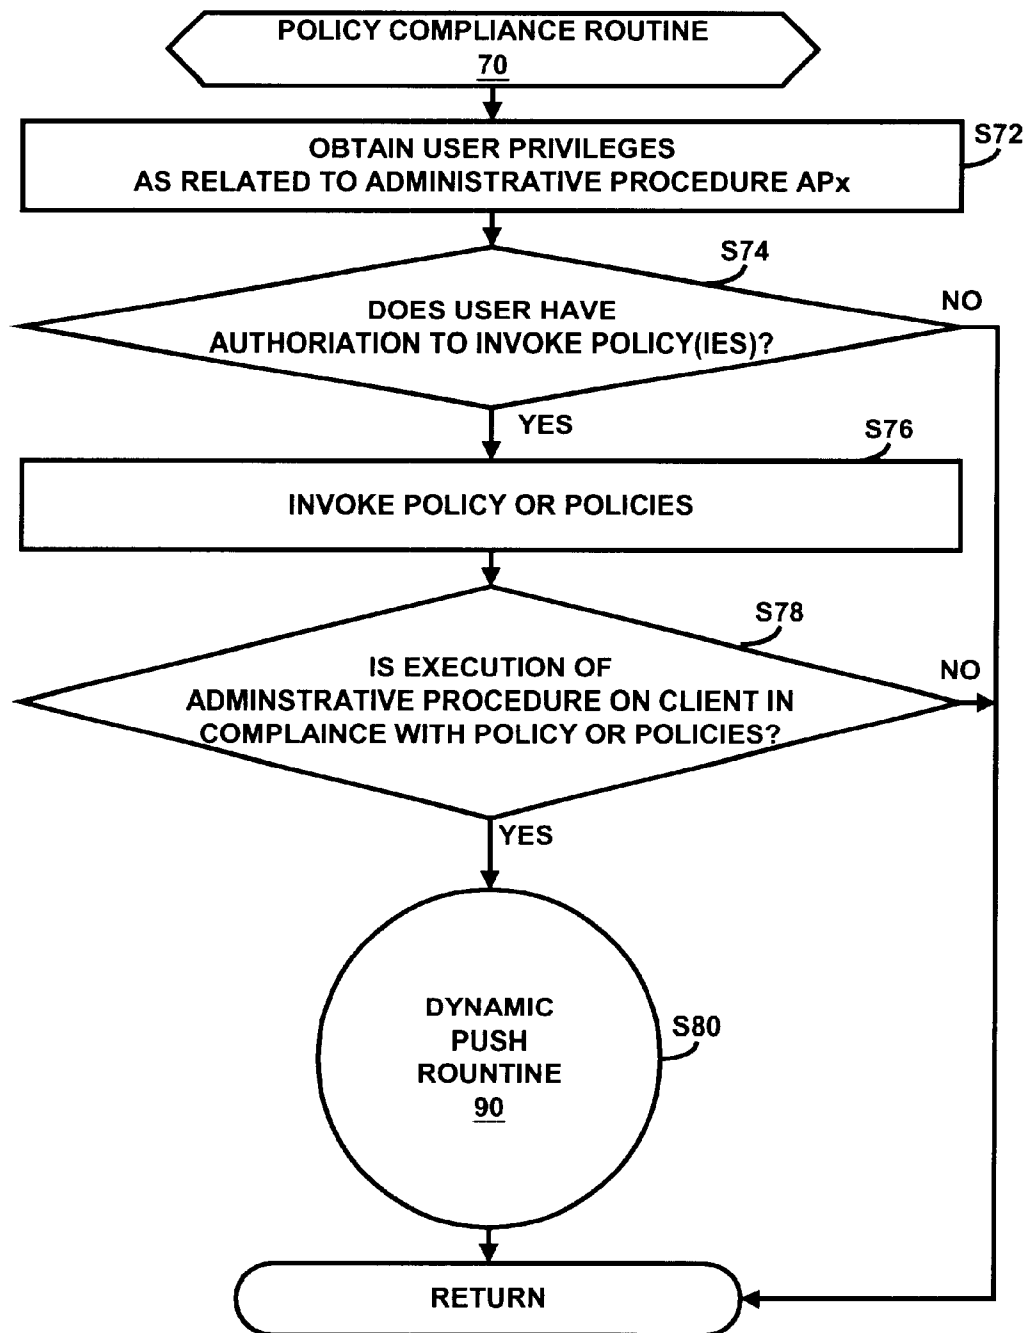 POLICY COMPLIANCE ROUTINE
70
OBTAIN USER PRIVILEGES
AS RELATED TO ADMINISTRATIVE PROCEDURE APx
S72
S74
DOES USER HAVE
AUTHORIATION TO INVOKE POLICY(IES)?
NO
YES
S76
INVOKE POLICY OR POLICIES
S78
IS EXECUTION OF
ADMINSTRATIVE PROCEDURE ON CLIENT IN
COMPLAINCE WITH POLICY OR POLICIES?
NO
YES
DYNAMIC
PUSH
ROUNTINE
90
S80
RETURN